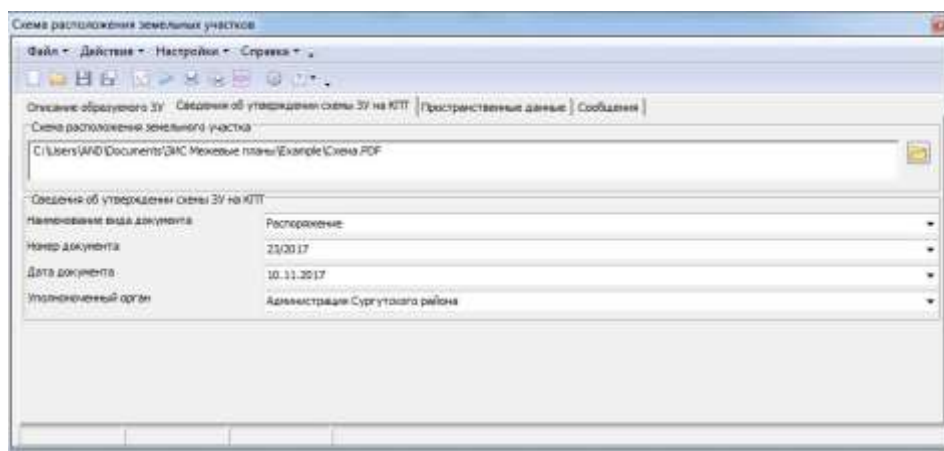 Схема расположения земельных участков
Файл Действия Настройки Справка
Описание образуемого ЗУ Сведения об утверждении схемы ЗУ на КПТ Пространственные данные Сообщения
Схема расположения земельного участка
C:\Users\AND\Documents\ЗИС Межевые планы\Example\Схема.PDF
Сведения об утверждении схемы ЗУ на КПТ
Наименование вида документа Распоряжение
Номер документа 23/2017
Дата документа 10.11.2017
Уполномоченный орган Администрация Сургутского района